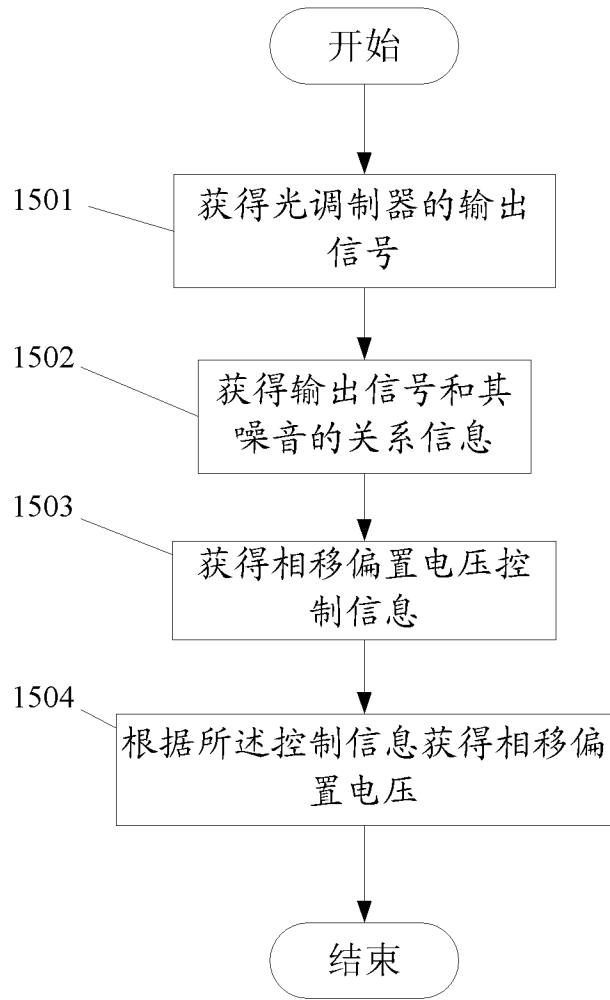 开始
1501
获得光调制器的输出
信号
1502
获得输出信号和其
噪音的关系信息
1503
获得相移偏置电压控
制信息
1504
根据所述控制信息获得相移偏
置电压
结束